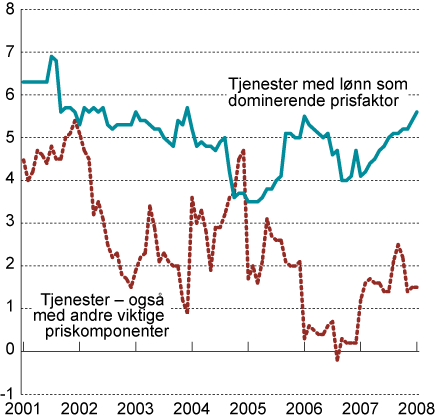 8
7
6
5
4
3
2
1
0
-1
Tjenester med lønn som
dominerende prisfaktor
Tjenester – også
med andre viktige
priskomponenter
2001 2002 2003 2004 2005 2006 2007 2008